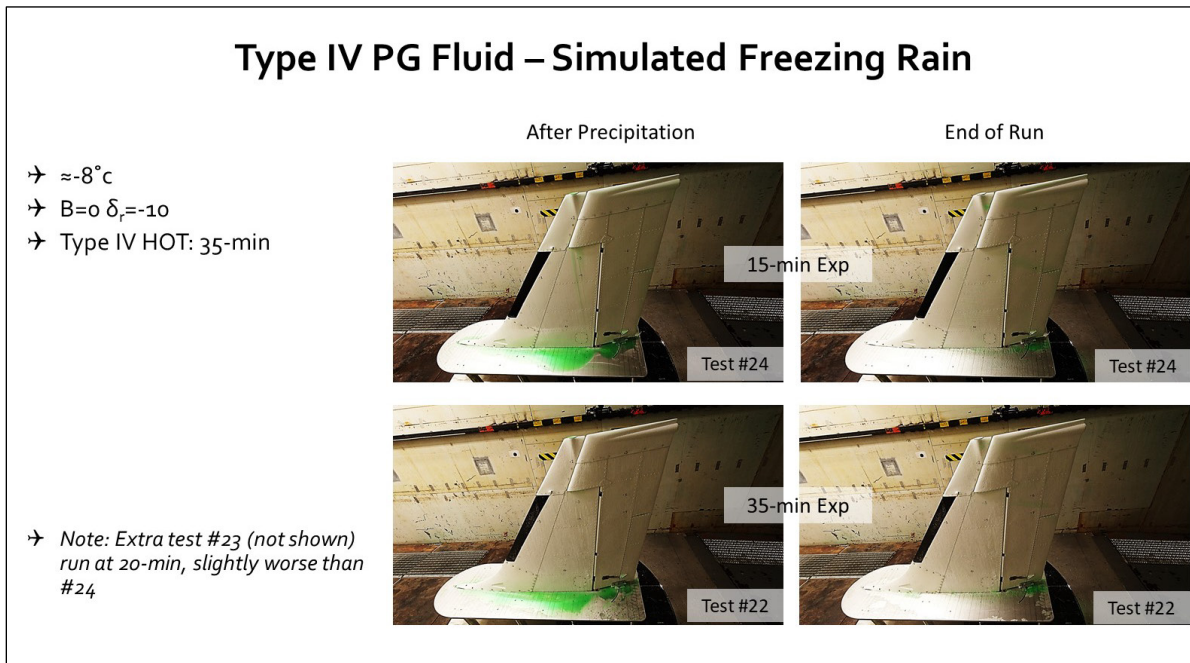 Type IV PG Fluid – Simulated Freezing Rain
After Precipitation
End of Run
≈-8°c
B=0 δᵣ=-10
Type IV HOT: 35-min
15-min Exp
Test #24
Test #24
35-min Exp
Note: Extra test #23 (not shown)
run at 20-min, slightly worse than
#24
Test #22
Test #22